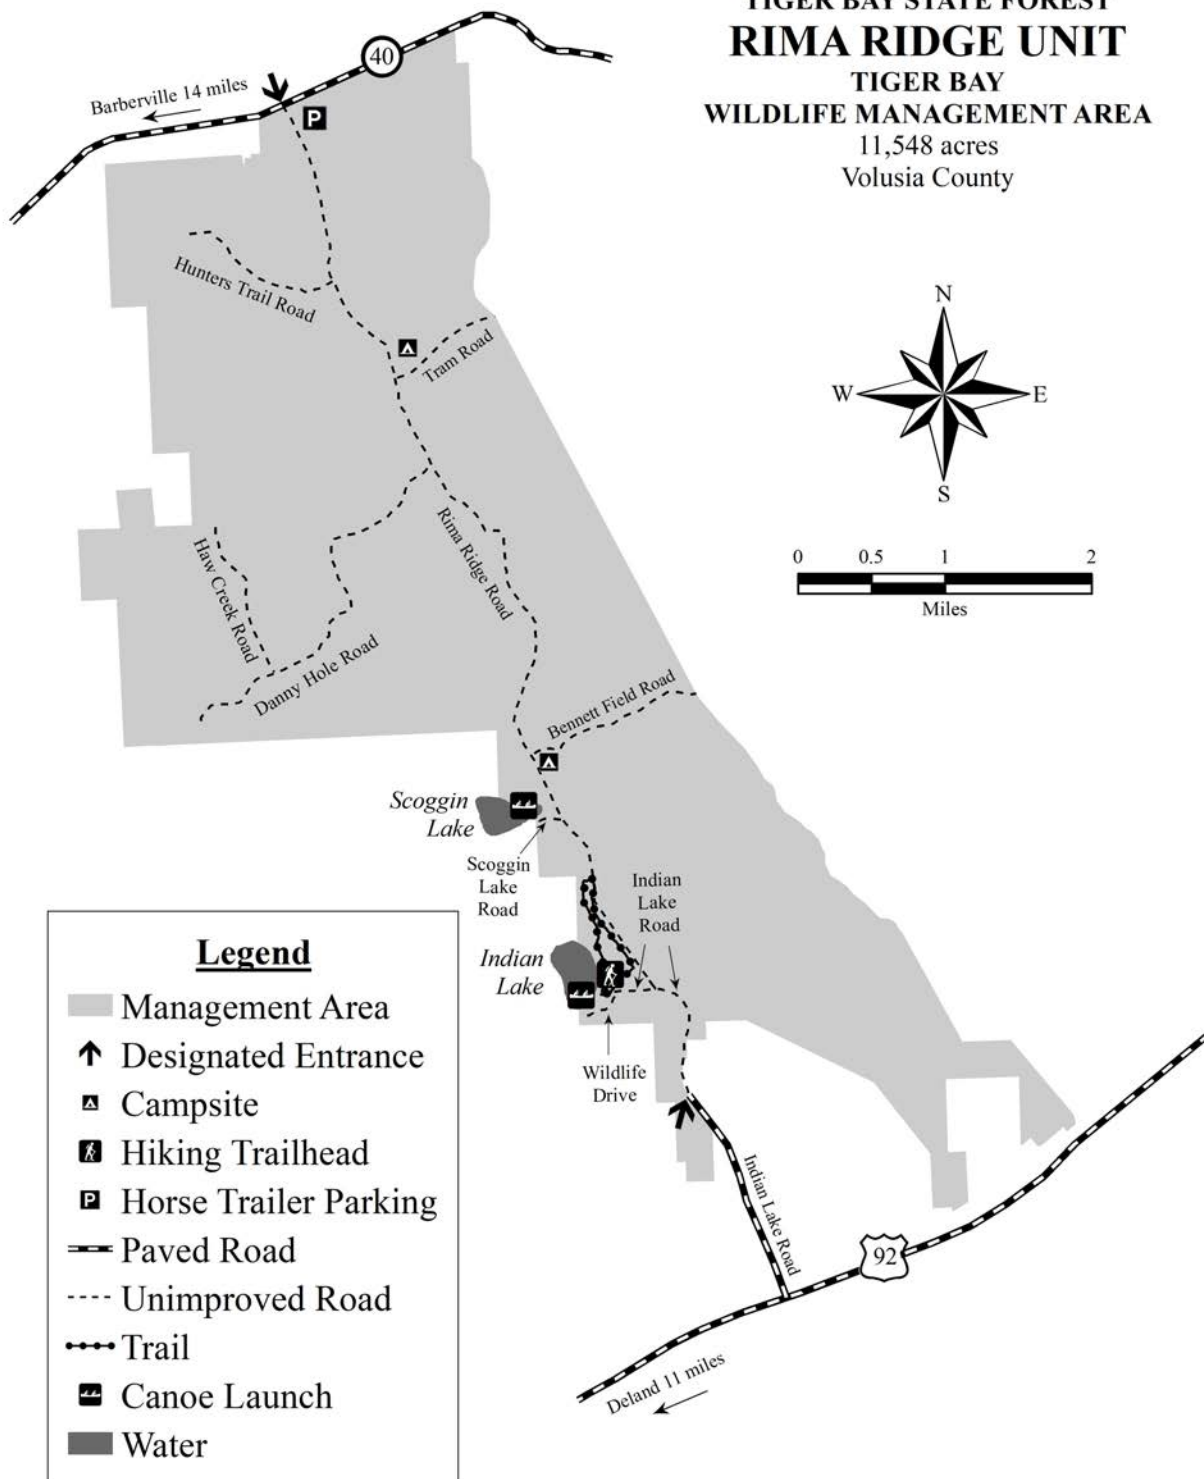 TIGER BAY STATE FOREST
RIMA RIDGE UNIT
TIGER BAY
WILDLIFE MANAGEMENT AREA
11,548 acres
Volusia County
40
Barberville 14 miles
P
Hunters Trail Road
Tram Road
N
W
E
S
0 0.5 1 2
Miles
Rima Ridge Road
Haw Creek Road
Danny Hole Road
Bennett Field Road
Scoggin
Lake
Scoggin
Lake
Road
Indian
Lake
Road
Indian
Lake
Wildlife
Drive
Indian Lake Road
92
Deland 11 miles
Legend
Management Area
Designated Entrance
Campsite
Hiking Trailhead
P Horse Trailer Parking
Paved Road
Unimproved Road
Trail
Canoe Launch
Water